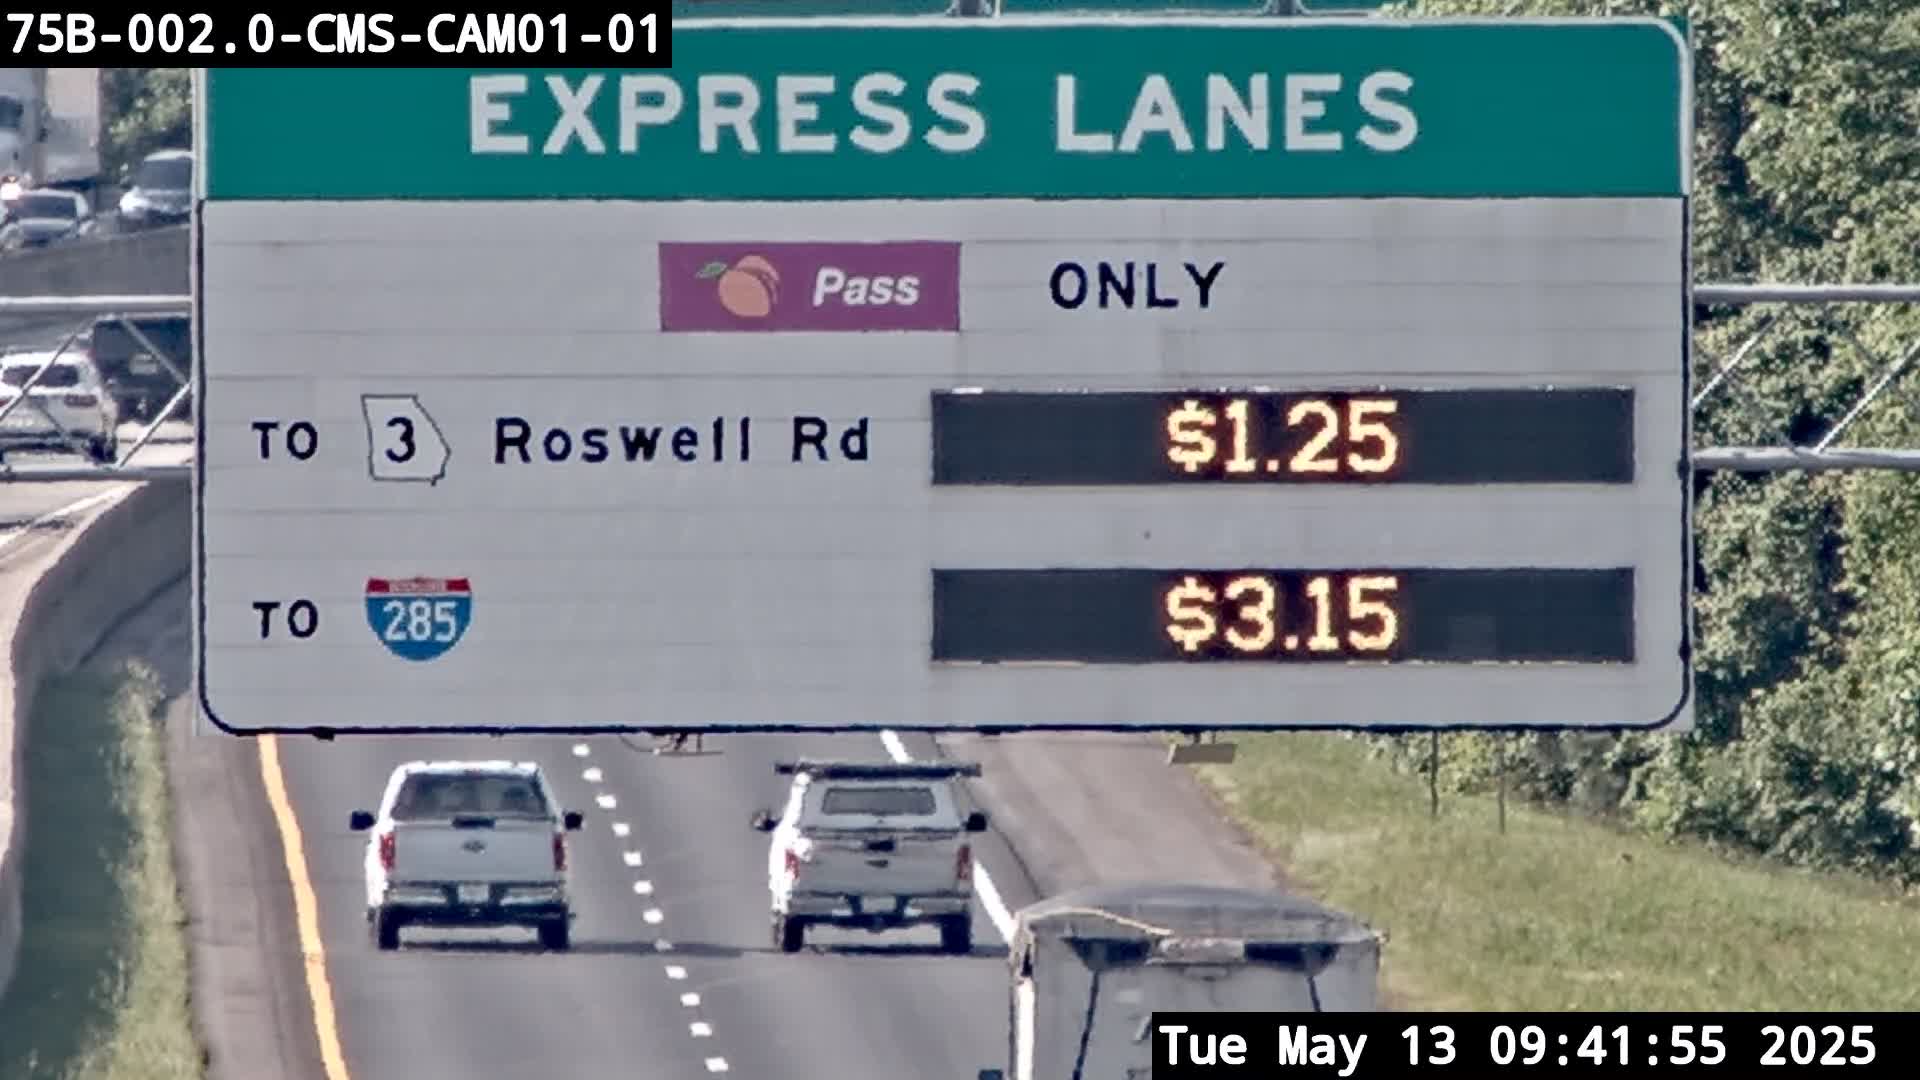 75B-002.0-CMS-CAM01-01
EXPRESS LANES
Pass ONLY
TO 3 Roswell Rd $1.25
TO 285 $3.15
Tue May 13 09:41:55 2025